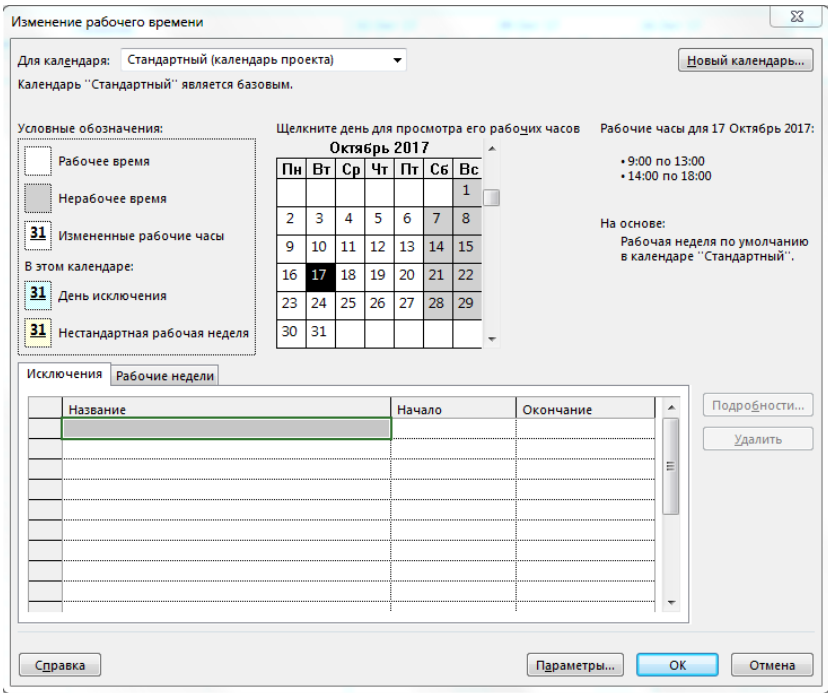 Изменение рабочего времени
Для календаря: Стандартный (календарь проекта)
Новый календарь...
Календарь "Стандартный" является базовым.
Условные обозначения:
Рабочее время
Нерабочее время
31 Измененные рабочие часы
В этом календаре:
31 День исключения
31 Нестандартная рабочая неделя
Щелкните день для просмотра его рабочих часов
Октябрь 2017
Пн Вт Ср Чт Пт Сб Вс
1
2 3 4 5 6 7 8
9 10 11 12 13 14 15
16 17 18 19 20 21 22
23 24 25 26 27 28 29
30 31
Рабочие часы для 17 Октябрь 2017:
• 9:00 по 13:00
• 14:00 по 18:00
На основе:
Рабочая неделя по умолчанию
в календаре "Стандартный".
Исключения Рабочие недели
Название Начало Окончание
Подробности...
Удалить
Справка Параметры... ОК Отмена